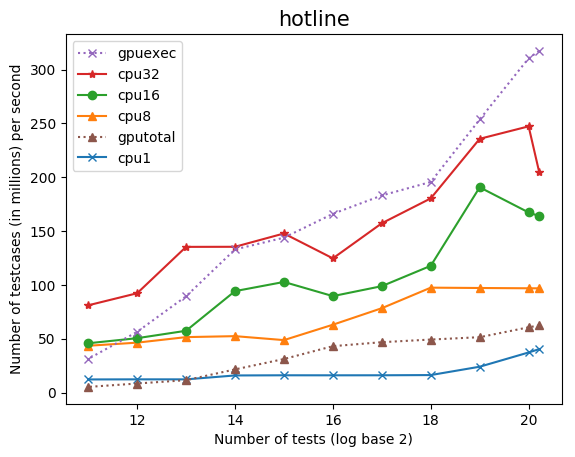 hotline
gpuexec
cpu32
cpu16
cpu8
gputotal
cpu1
Number of testcases (in millions) per second
300
250
200
150
100
50
0
12
14
16
18
20
Number of tests (log base 2)